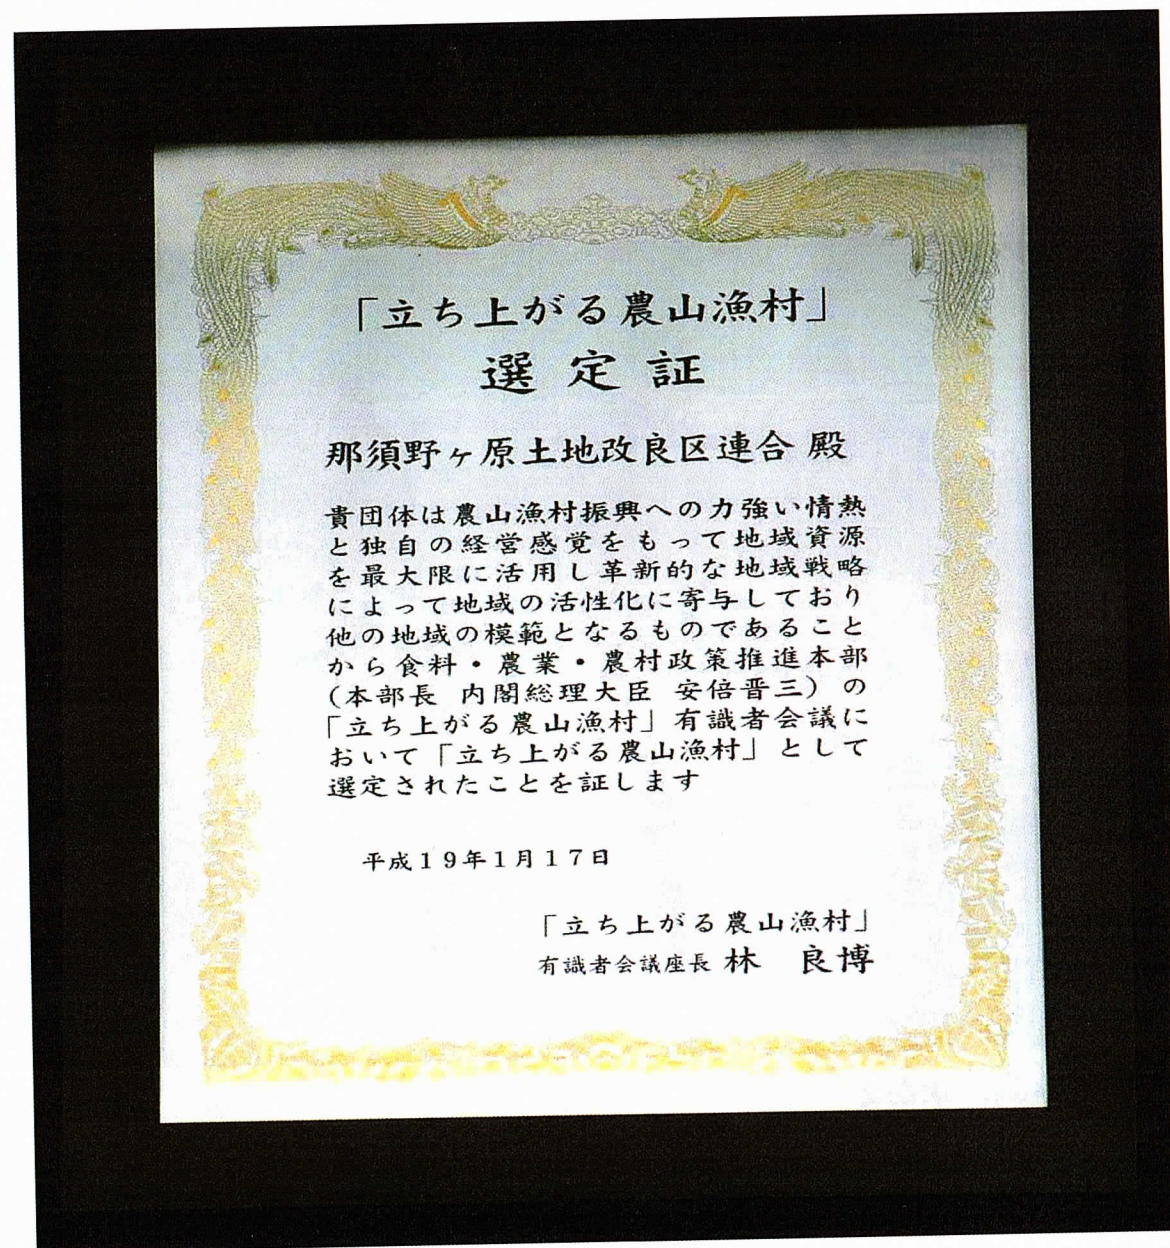 「立ち上がる農山漁村」
選定証
那須野ヶ原土地改良区連合 殿
貴団体は農山漁村振興への力強い情熱
と独自の経営感覚をもって地域資源
を最大限に活用し革新的な地域戦略
によって地域の活性化に寄与しており
他の地域の模範となるものであること
から食料・農業・農村政策推進本部
（本部長 内閣総理大臣 安倍晋三）の
「立ち上がる農山漁村」有識者会議に
おいて「立ち上がる農山漁村」として
選定されたことを証します
平成19年1月17日
「立ち上がる農山漁村」
有識者会議座長 林 良博